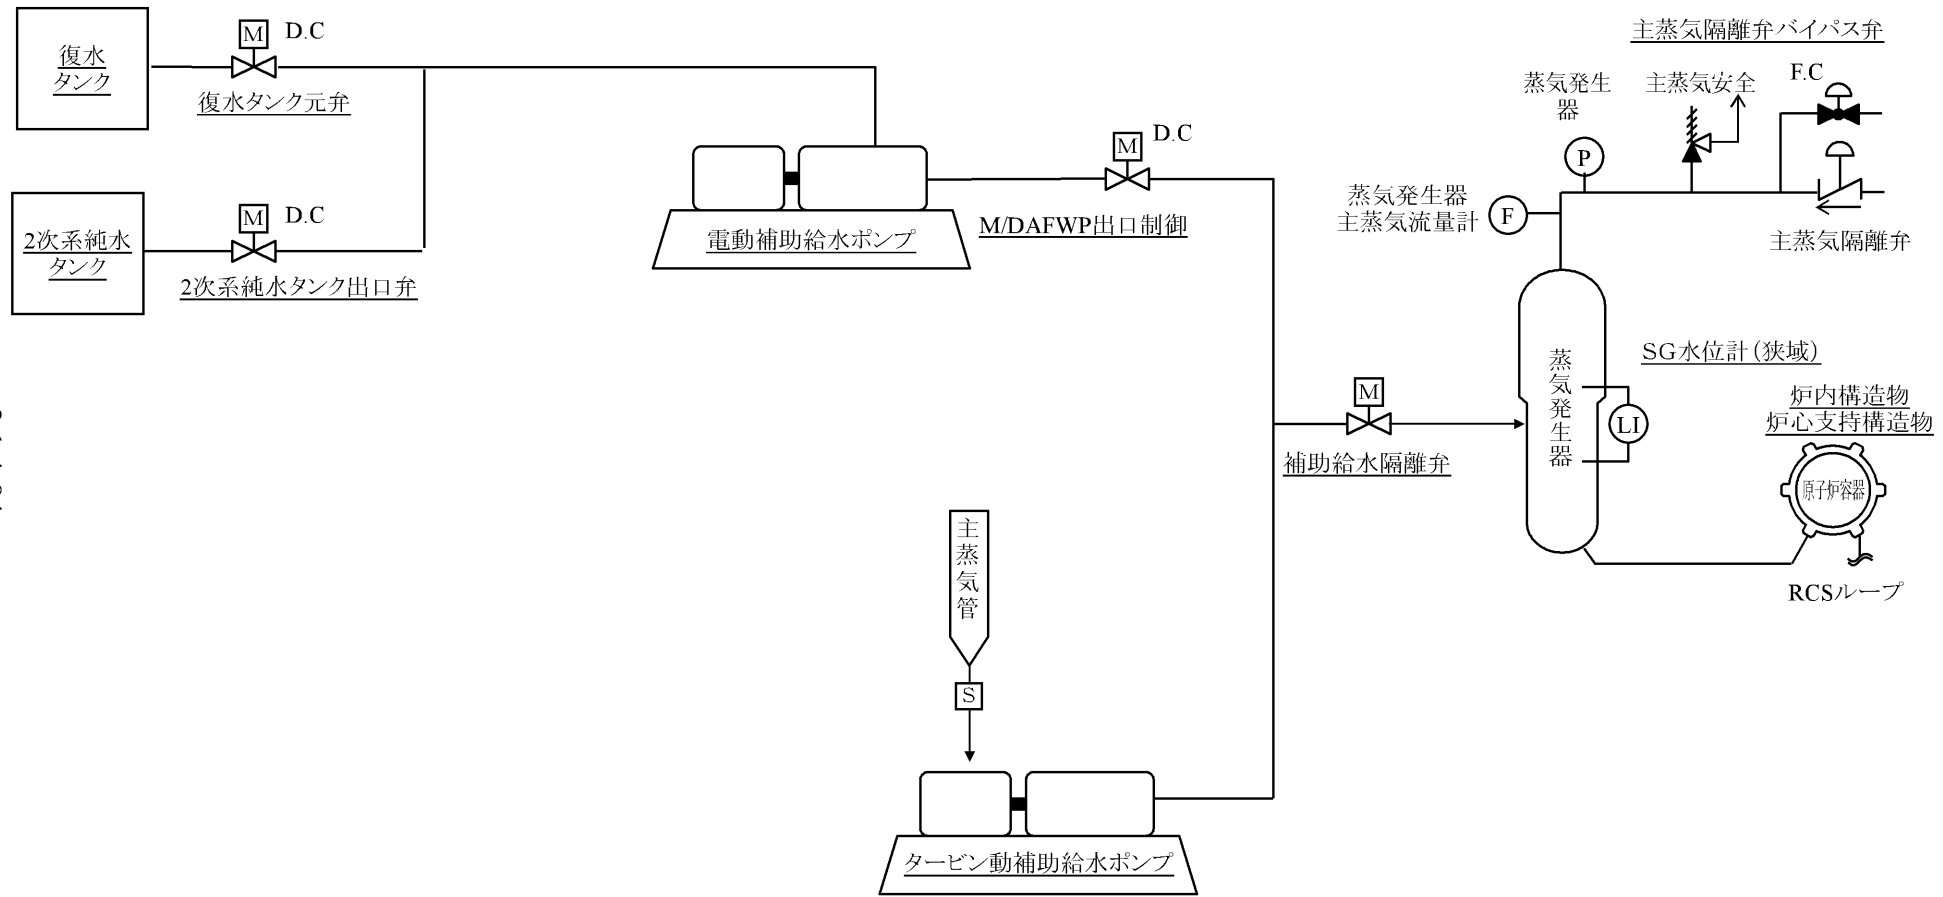 主蒸気隔離弁バイパス弁
M
D.C
復水
タンク
復水タンク元弁
F.C
蒸気発生
器
主蒸気安全
P
M
D.C
M
D.C
2次系純水
タンク
2次系純水タンク出口弁
電動補助給水ポンプ
M/DAFWP出口制御
蒸気発生器
主蒸気流量計
F
主蒸気隔離弁
SG水位計(狭域)
蒸気発生器
M
LI
補助給水隔離弁
炉内構造物
炉心支持構造物
原子炉容器
RCSループ
主蒸気管
S
タービン動補助給水ポンプ